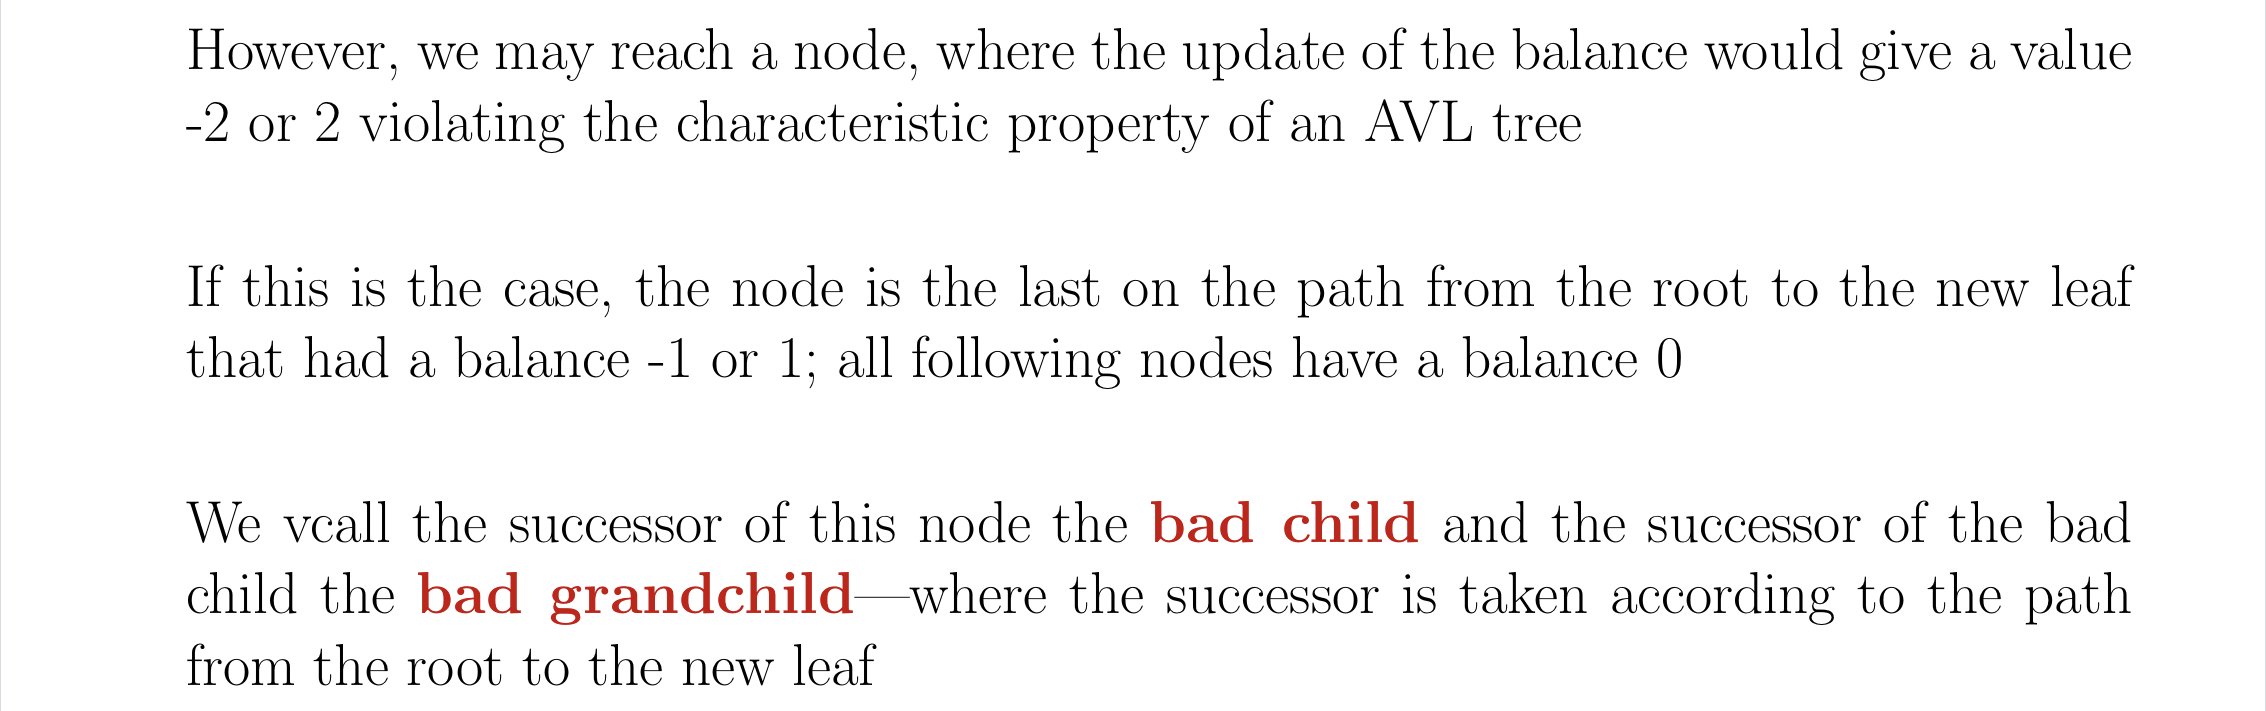 However, we may reach a node, where the update of the balance would give a value
-2 or 2 violating the characteristic property of an AVL tree
If this is the case, the node is the last on the path from the root to the new leaf
that had a balance -1 or 1; all following nodes have a balance 0
We vcall the successor of this node the bad child and the successor of the bad
child the bad grandchild—where the successor is taken according to the path
from the root to the new leaf